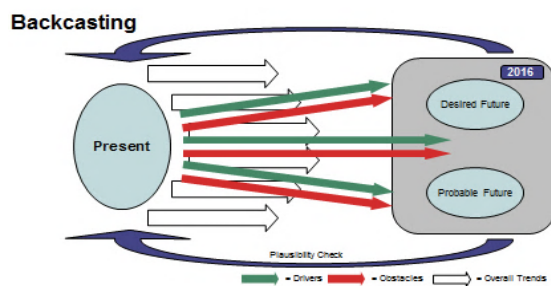 Backcasting
2016
Desired Future
Present
Probable Future
Plausibility Check
= Drivers = Obstacles = Overall Trends